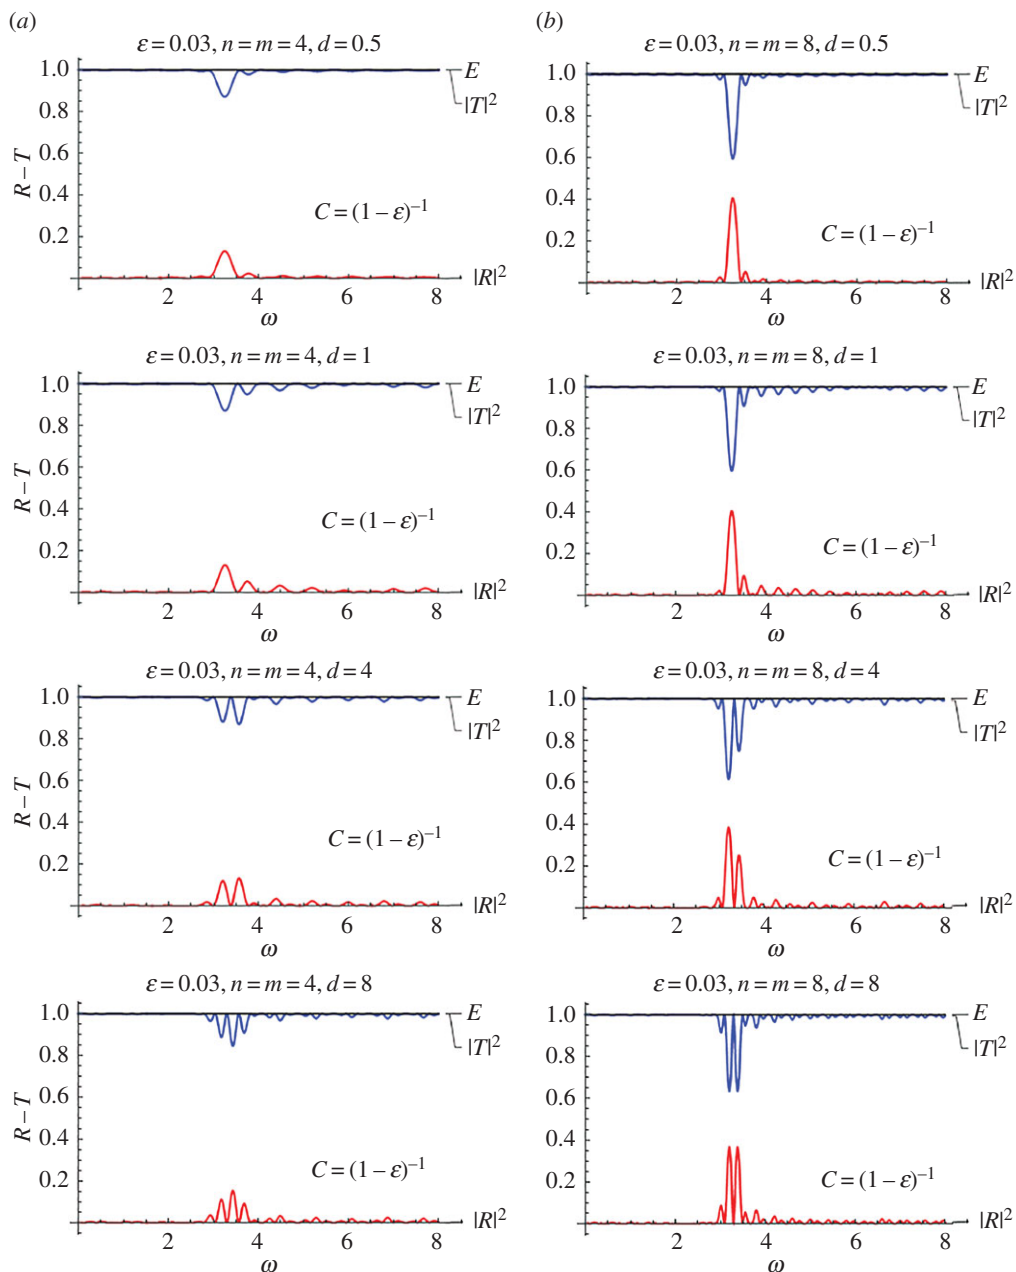 (a)
ε = 0.03, n = m = 4, d = 0.5
1.0
0.8
0.6
0.4
0.2
R – T
E
|T|²
C = (1 – ε)⁻¹
|R|²
2 4 6 8
ω
ε = 0.03, n = m = 4, d = 1
1.0
0.8
0.6
0.4
0.2
R – T
E
|T|²
C = (1 – ε)⁻¹
|R|²
2 4 6 8
ω
ε = 0.03, n = m = 4, d = 4
1.0
0.8
0.6
0.4
0.2
R – T
E
|T|²
C = (1 – ε)⁻¹
|R|²
2 4 6 8
ω
ε = 0.03, n = m = 4, d = 8
1.0
0.8
0.6
0.4
0.2
R – T
E
|T|²
C = (1 – ε)⁻¹
|R|²
2 4 6 8
ω
(b)
ε = 0.03, n = m = 8, d = 0.5
1.0
0.8
0.6
0.4
0.2
E
|T|²
C = (1 – ε)⁻¹
|R|²
2 4 6 8
ω
ε = 0.03, n = m = 8, d = 1
1.0
0.8
0.6
0.4
0.2
E
|T|²
C = (1 – ε)⁻¹
|R|²
2 4 6 8
ω
ε = 0.03, n = m = 8, d = 4
1.0
0.8
0.6
0.4
0.2
E
|T|²
C = (1 – ε)⁻¹
|R|²
2 4 6 8
ω
ε = 0.03, n = m = 8, d = 8
1.0
0.8
0.6
0.4
0.2
E
|T|²
C = (1 – ε)⁻¹
|R|²
2 4 6 8
ω